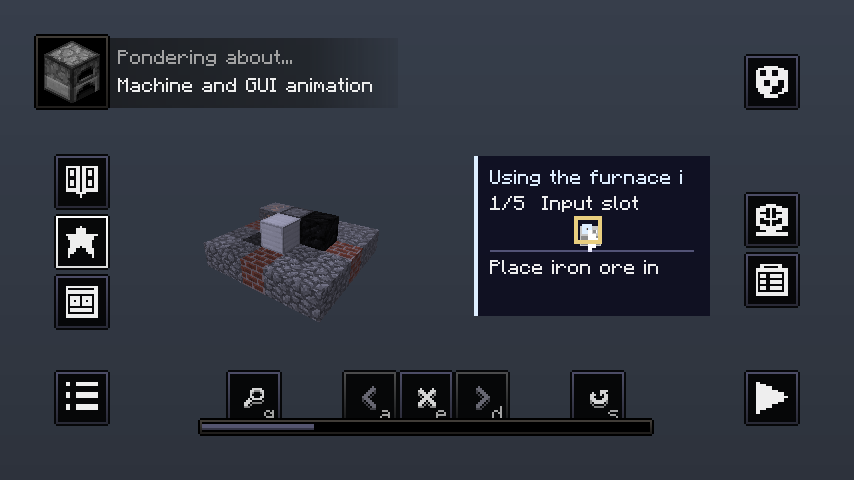 Pondering about...
Machine and GUI animation
Using the furnace i
1/5 Input slot
Place iron ore in
q
a
e
d
s